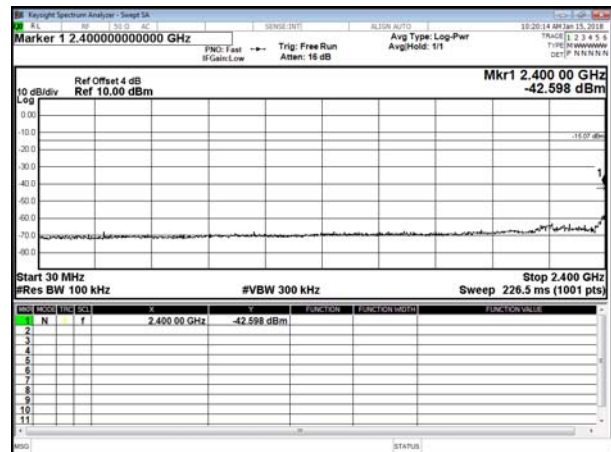 Keysight Spectrum Analyzer - Swept SA
RL RF 50 Ω AC SENSE:INT ALIGN AUTO 10:20:14 AM Jan 15, 2018
Marker 1 2.400000000000 GHz
PNO: Fast
IFGain:Low
Trig: Free Run
Atten: 16 dB
Avg Type: Log-Pwr
Avg|Hold: 1/1
TRACE 1 2 3 4 5 6
TYPE M WWWWW
DET P N N N N N
Mkr1 2.400 00 GHz
-42.598 dBm
Ref Offset 4 dB
10 dB/div Ref 10.00 dBm
Log
0.00
-10.0
-15.07 dBm
-20.0
-30.0
1
-40.0
-50.0
-60.0
-70.0
-80.0
Start 30 MHz Stop 2.400 GHz
#Res BW 100 kHz #VBW 300 kHz Sweep 226.5 ms (1001 pts)
MKR MODE TRC SCL X Y FUNCTION FUNCTION WIDTH FUNCTION VALUE
1 N 1 f 2.400 00 GHz -42.598 dBm
2
3
4
5
6
7
8
9
10
11
MSG STATUS